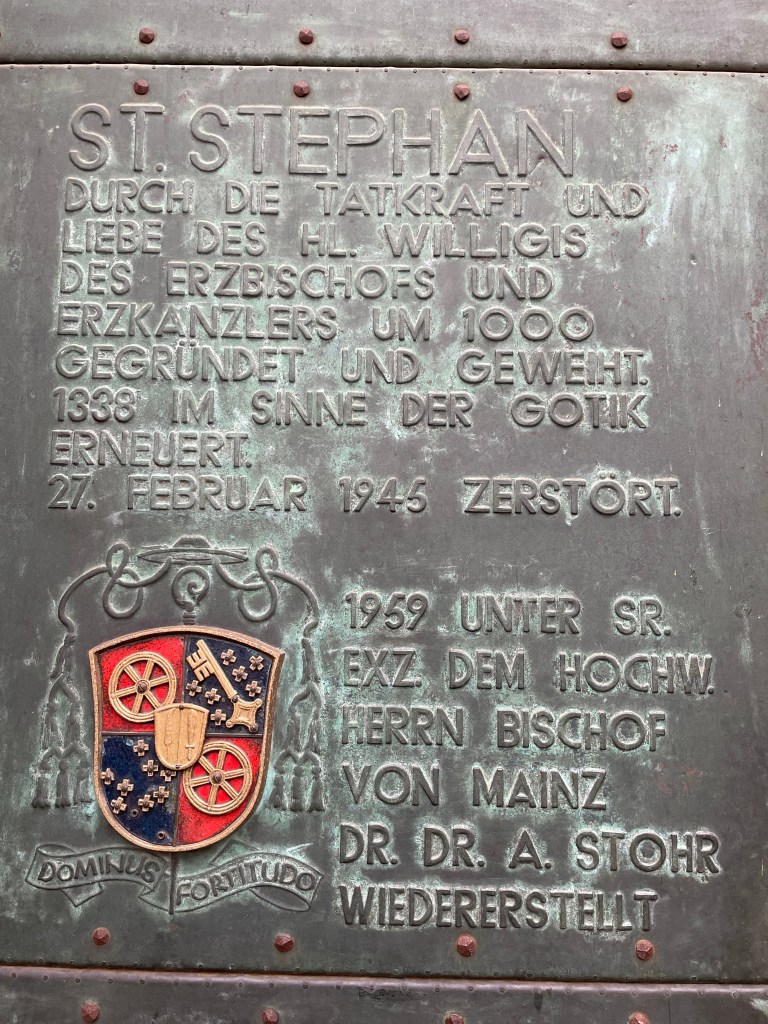 ST. STEPHAN
DURCH DIE TATKRAFT UND
LIEBE DES HL. WILLIGIS
DES ERZBISCHOFS UND
ERZKANZLERS UM 1000
GEGRÜNDET UND GEWEIHT.
1338 IM SINNE DER GOTIK
ERNEUERT.
27. FEBRUAR 1945 ZERSTÖRT.
1959 UNTER SR.
EXZ. DEM HOCHW.
HERRN BISCHOF
VON MAINZ
DR. DR. A. STOHR
WIEDERERSTELLT
DOMINUS FORTITUDO